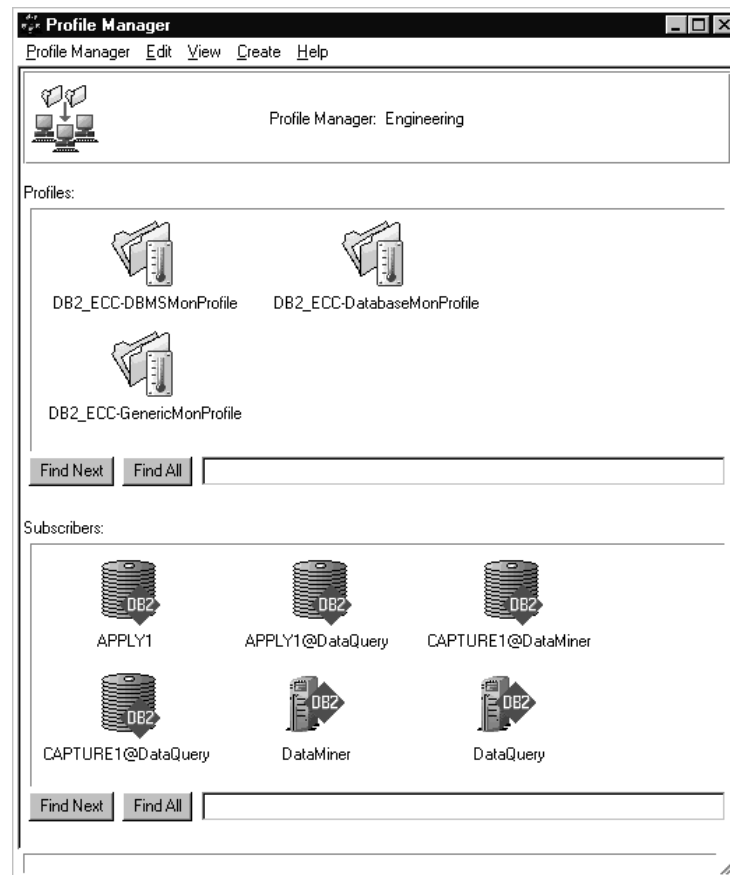 Profile Manager
Profile Manager Edit View Create Help
Profile Manager: Engineering
Profiles:
DB2_ECC-DBMSMonProfile DB2_ECC-DatabaseMonProfile
DB2_ECC-GenericMonProfile
Find Next Find All
Subscribers:
DB2 DB2 DB2
APPLY1 APPLY1@DataQuery CAPTURE1@DataMiner
DB2 DB2 DB2
CAPTURE1@DataQuery DataMiner DataQuery
Find Next Find All